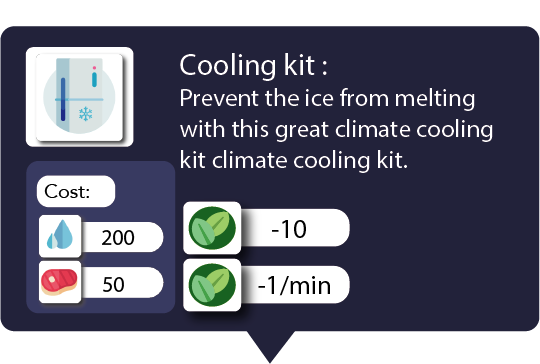 Cooling kit :
Prevent the ice from melting
with this great climate cooling
kit climate cooling kit.
Cost:
200
50
-10
-1/min